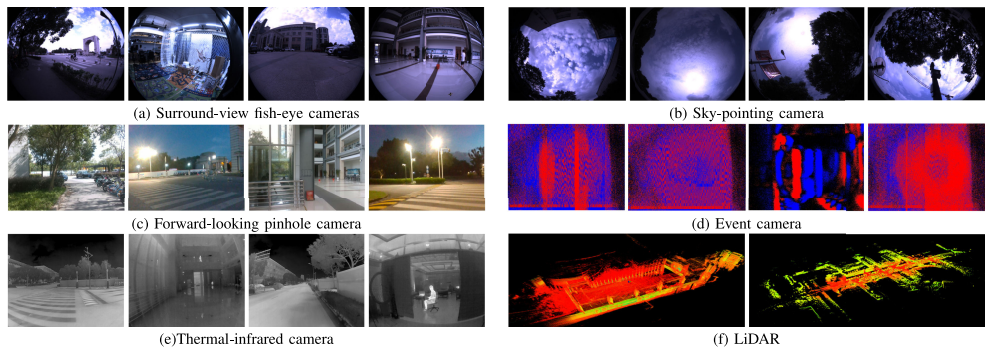 (a) Surround-view fish-eye cameras
(b) Sky-pointing camera
(c) Forward-looking pinhole camera
(d) Event camera
(e)Thermal-infrared camera
(f) LiDAR